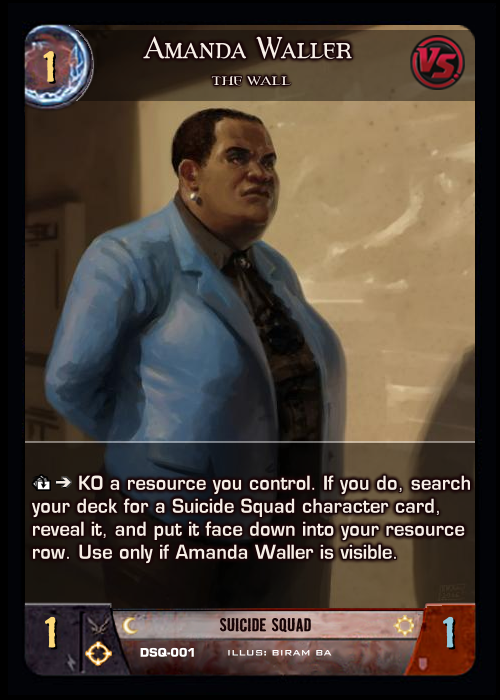 1
AMANDA WALLER
THE WALL
VS.
➔ KO a resource you control. If you do, search
your deck for a Suicide Squad character card,
reveal it, and put it face down into your resource
row. Use only if Amanda Waller is visible.
1
SUICIDE SQUAD
1
DSQ-001 ILLUS: BIRAM BA